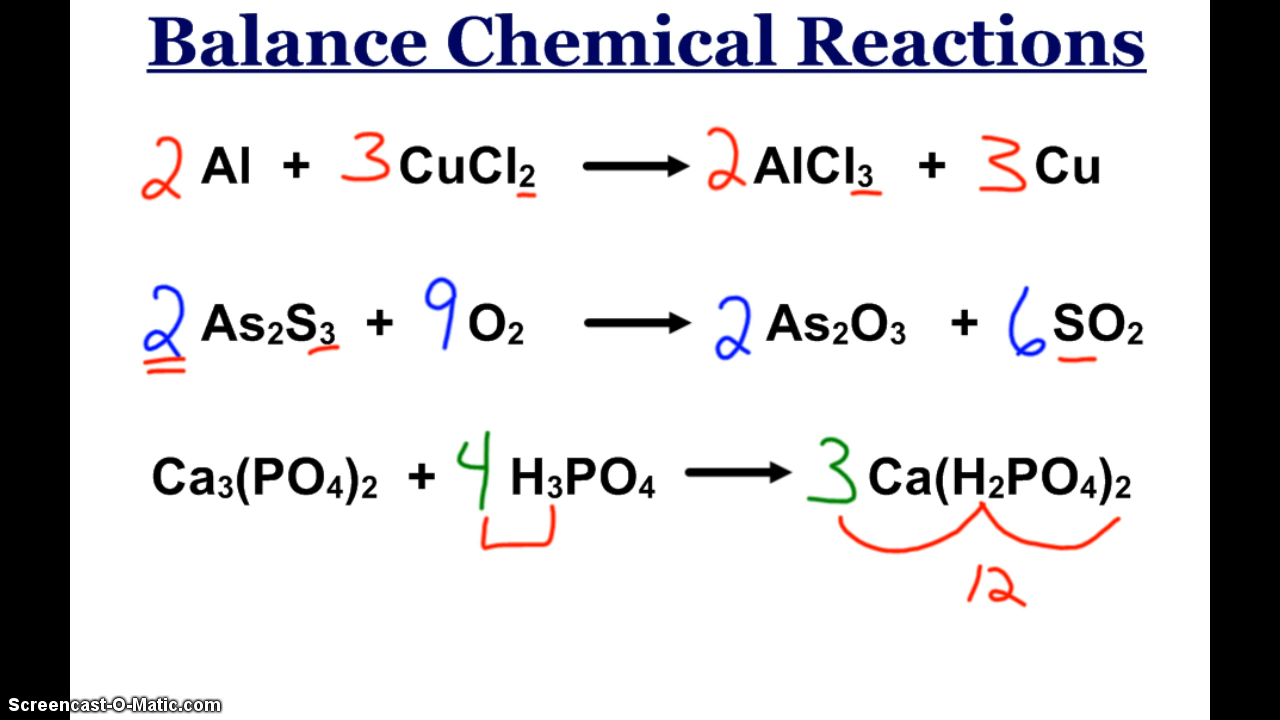 Balance Chemical Reactions
2 Al + 3 CuCl₂ → 2 AlCl₃ + 3 Cu
2 As₂S₃ + 9 O₂ → 2 As₂O₃ + 6 SO₂
Ca₃(PO₄)₂ + 4 H₃PO₄ → 3 Ca(H₂PO₄)₂
12
Screencast-O-Matic.com